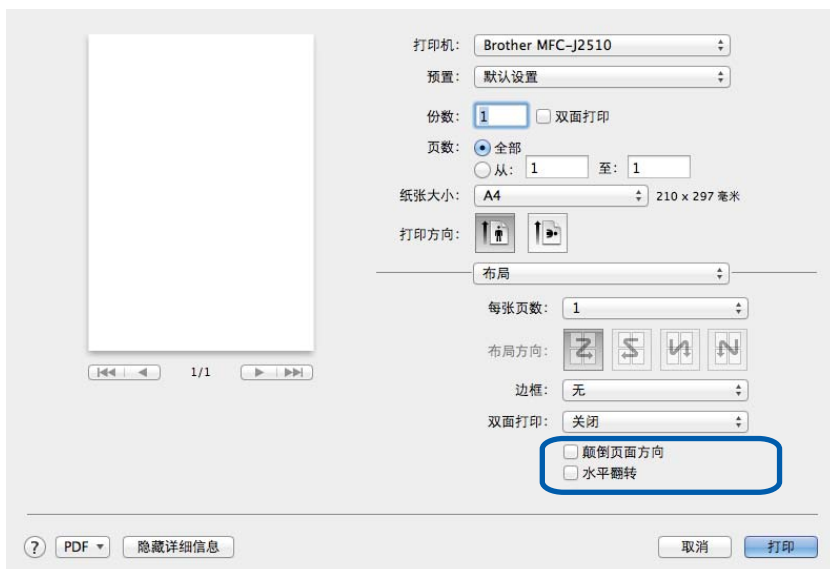 打印机: Brother MFC-J2510
预置: 默认设置
份数: 1 双面打印
页数: 全部
从: 1 至: 1
纸张大小: A4 210 x 297 毫米
打印方向:
布局
每张页数: 1
布局方向:
1/1
边框: 无
双面打印: 关闭
颠倒页面方向
水平翻转
? PDF 隐藏详细信息 取消 打印